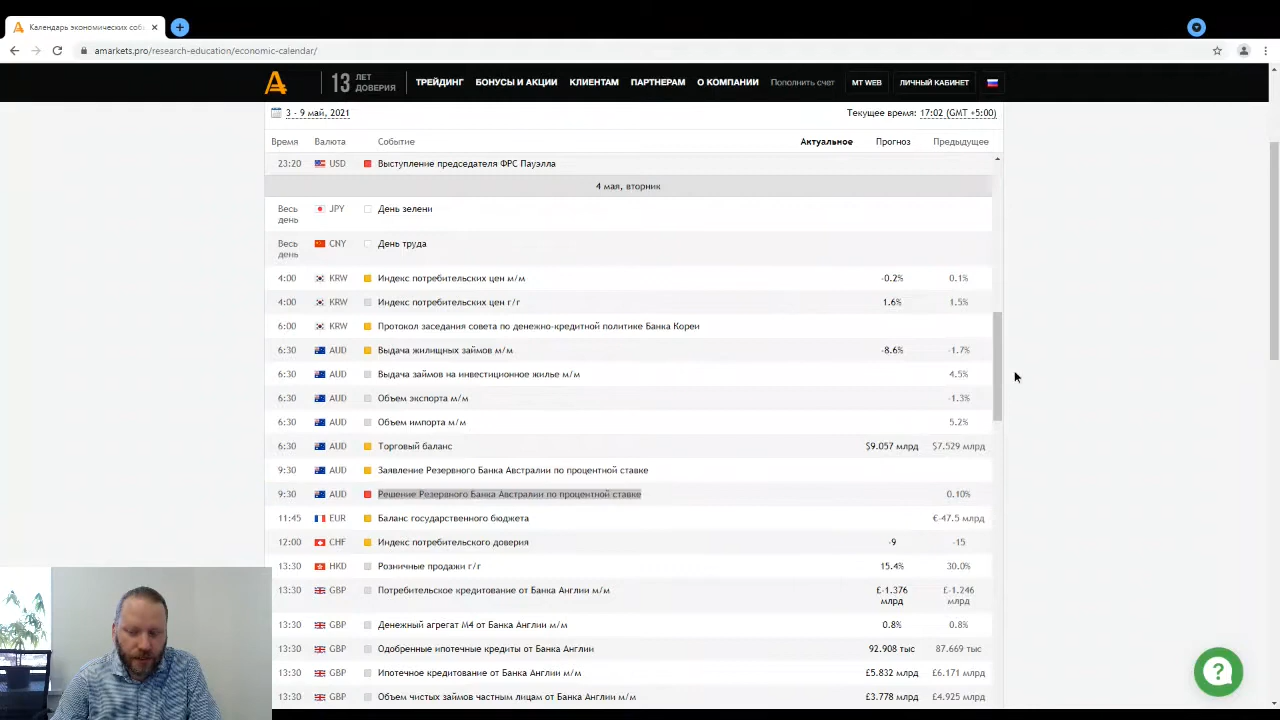 Календарь экономических соб
amarkets.pro/research-education/economic-calendar/
13 ЛЕТ ДОВЕРИЯ ТРЕЙДИНГ БОНУСЫ И АКЦИИ КЛИЕНТАМ ПАРТНЕРАМ О КОМПАНИИ Пополнить счет MT WEB ЛИЧНЫЙ КАБИНЕТ
3 - 9 май, 2021 Текущее время: 17:02 (GMT +5:00)
Время Валюта Событие Актуальное Прогноз Предыдущее
23:20 USD Выступление председателя ФРС Пауэлла
4 мая, вторник
Весь день JPY День зелени
Весь день CNY День труда
4:00 KRW Индекс потребительских цен м/м -0.2% 0.1%
4:00 KRW Индекс потребительских цен г/г 1.6% 1.5%
6:00 KRW Протокол заседания совета по денежно-кредитной политике Банка Кореи
6:30 AUD Выдача жилищных займов м/м -8.6% -1.7%
6:30 AUD Выдача займов на инвестиционное жилье м/м 4.5%
6:30 AUD Объем экспорта м/м -1.3%
6:30 AUD Объем импорта м/м 5.2%
6:30 AUD Торговый баланс $9.057 млрд $7.529 млрд
9:30 AUD Заявление Резервного Банка Австралии по процентной ставке
9:30 AUD Решение Резервного Банка Австралии по процентной ставке 0.10%
11:45 EUR Баланс государственного бюджета €-47.5 млрд
12:00 CHF Индекс потребительского доверия -9 -15
13:30 HKD Розничные продажи г/г 15.4% 30.0%
13:30 GBP Потребительское кредитование от Банка Англии м/м £-1.376 млрд £-1.246 млрд
13:30 GBP Денежный агрегат М4 от Банка Англии м/м 0.8% 0.8%
13:30 GBP Одобренные ипотечные кредиты от Банка Англии 92.908 тыс 87.669 тыс
13:30 GBP Ипотечное кредитование от Банка Англии м/м £5.832 млрд £6.171 млрд
13:30 GBP Объем чистых займов частным лицам от Банка Англии м/м £3.778 млрд £4.925 млрд